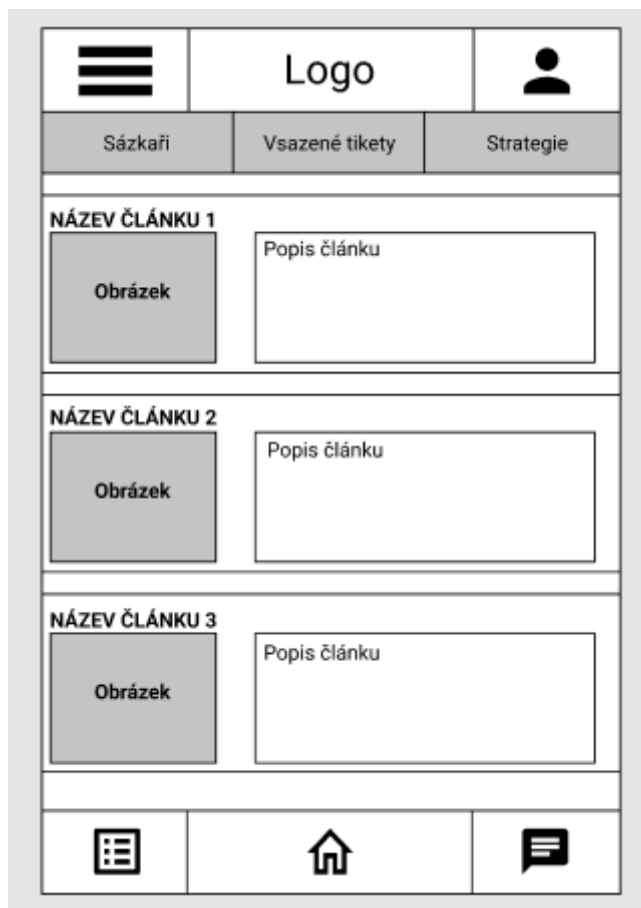 Logo
Sázkaři
Vsazené tikety
Strategie
NÁZEV ČLÁNKU 1
Obrázek
Popis článku
NÁZEV ČLÁNKU 2
Obrázek
Popis článku
NÁZEV ČLÁNKU 3
Obrázek
Popis článku